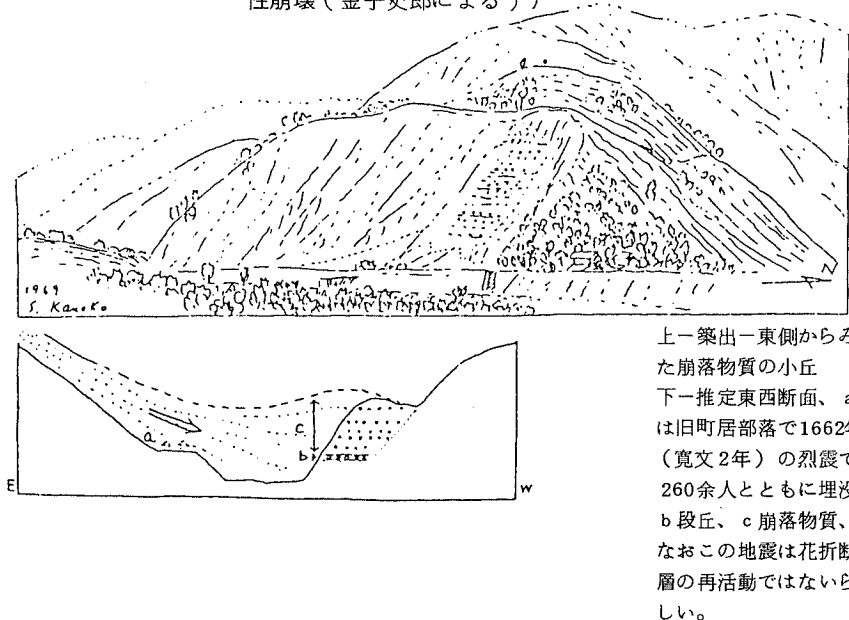 性崩壊(金子史郎による
1969
S. Kaneko
N
a
c
b
E
W
上ー築出ー東側からみ
た崩落物質の小丘
下ー推定東西断面、a
は旧町居部落で1662年
(寛文2年)の烈震で
260余人とともに埋没
b段丘、c崩落物質、
なおこの地震は花折断
層の再活動ではないら
しい。